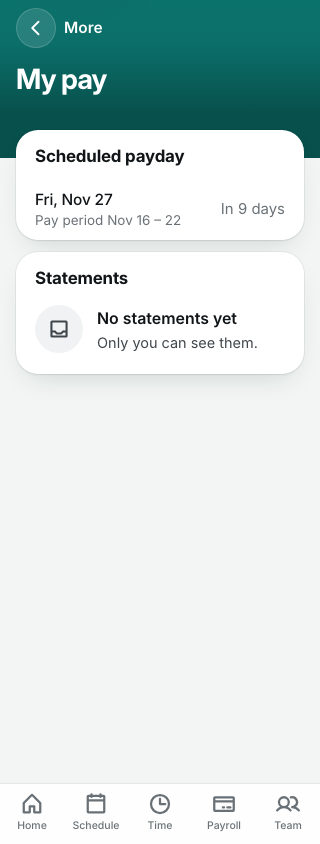 More
My pay
Scheduled payday
Fri, Nov 27
Pay period Nov 16 – 22
In 9 days
Statements
No statements yet
Only you can see them.
Home
Schedule
Time
Payroll
Team